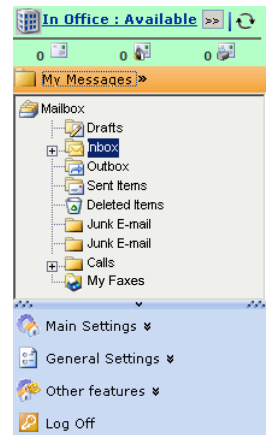 In Office : Available >>
0 0 0
My Messages »
Mailbox
Drafts
Inbox
Outbox
Sent Items
Deleted Items
Junk E-mail
Junk E-mail
Calls
My Faxes
Main Settings
General Settings
Other features
Log Off